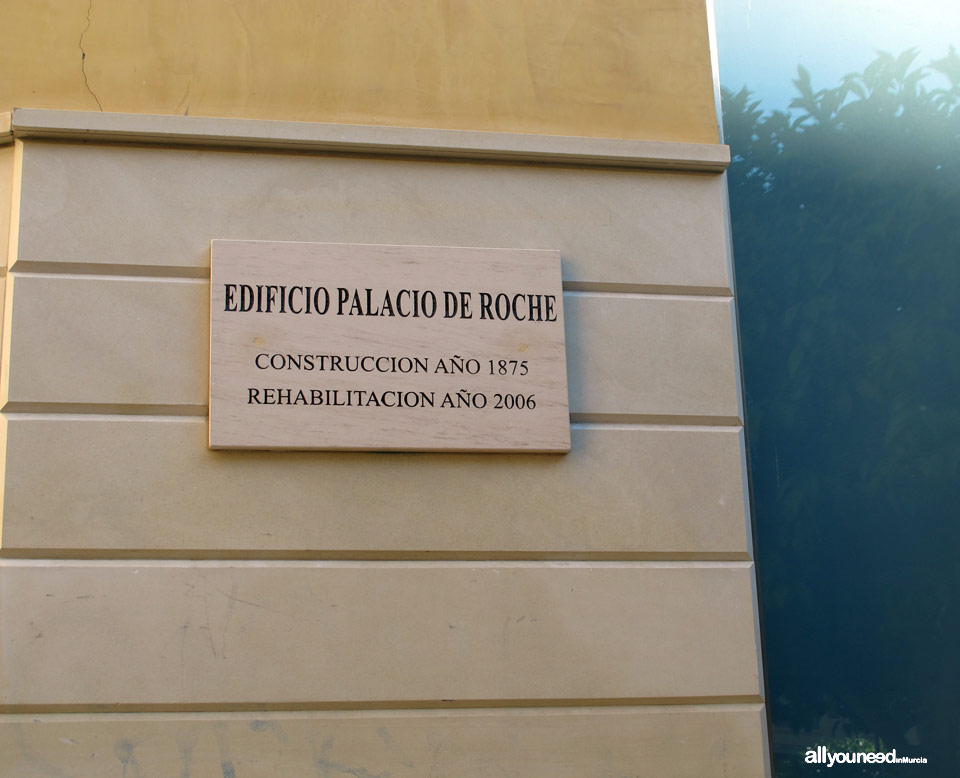 EDIFICIO PALACIO DE ROCHE
CONSTRUCCION AÑO 1875
REHABILITACION AÑO 2006
allyouneedinMurcia